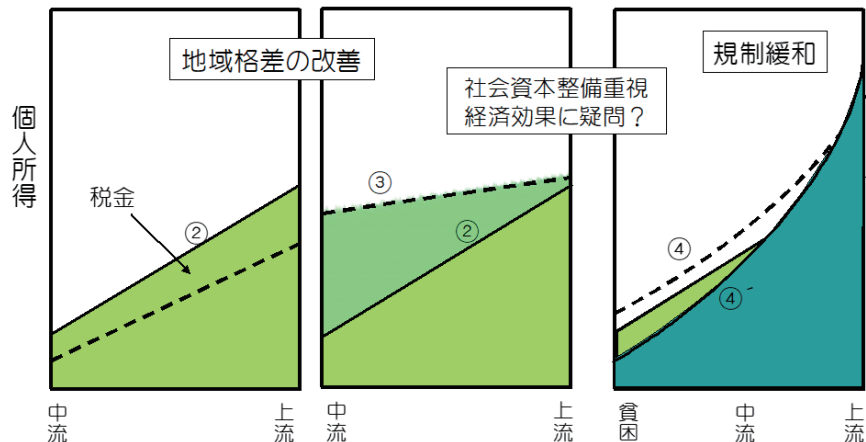 地域格差の改善
規制緩和
社会資本整備重視
経済効果に疑問？
個人所得
税金
②
③
②
④
④-
中流
上流
中流
上流
貧困
中流
上流